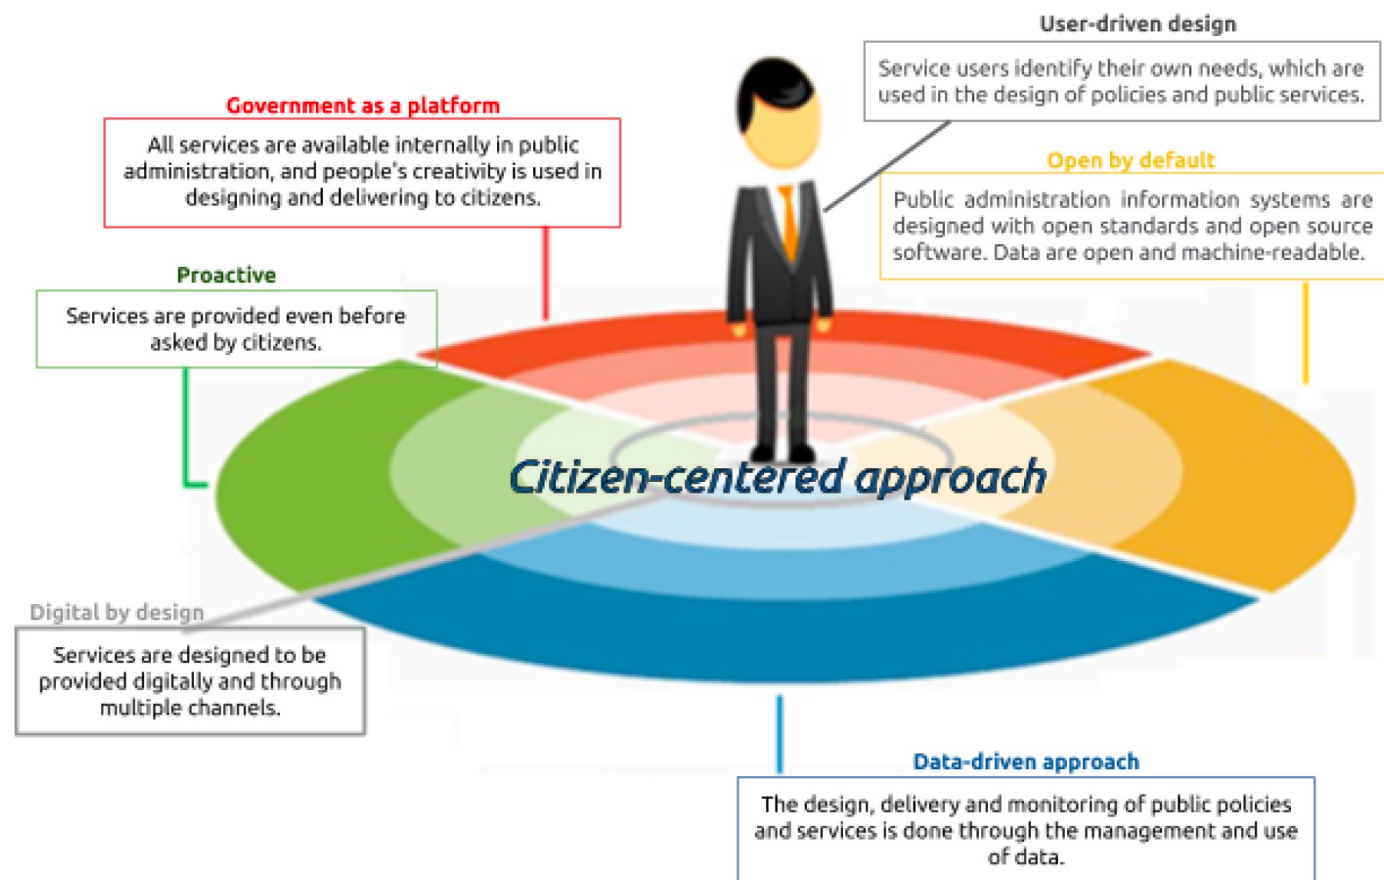 User-driven design
Service users identify their own needs, which are
used in the design of policies and public services.
Government as a platform
All services are available internally in public
administration, and people's creativity is used in
designing and delivering to citizens.
Open by default
Public administration information systems are
designed with open standards and open source
software. Data are open and machine-readable.
Proactive
Services are provided even before
asked by citizens.
Citizen-centered approach
Digital by design
Services are designed to be
provided digitally and through
multiple channels.
Data-driven approach
The design, delivery and monitoring of public policies
and services is done through the management and use
of data.